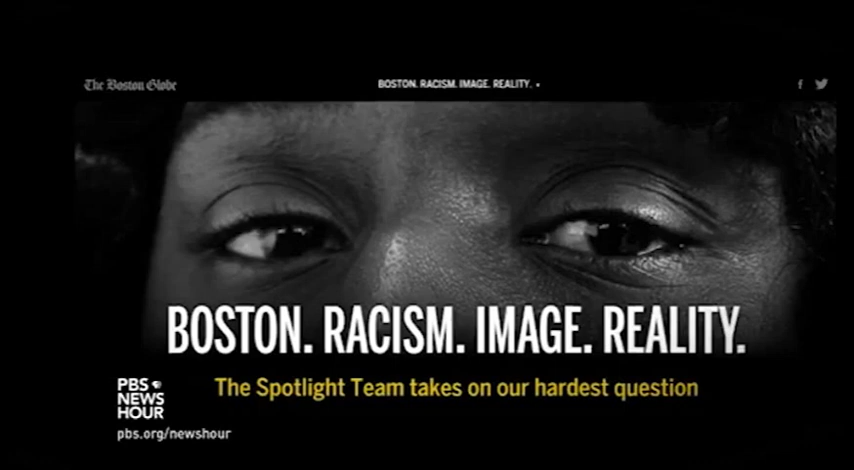 The Boston Globe
BOSTON. RACISM. IMAGE. REALITY.
BOSTON. RACISM. IMAGE. REALITY.
The Spotlight Team takes on our hardest question
PBS
NEWS
HOUR
pbs.org/newshour